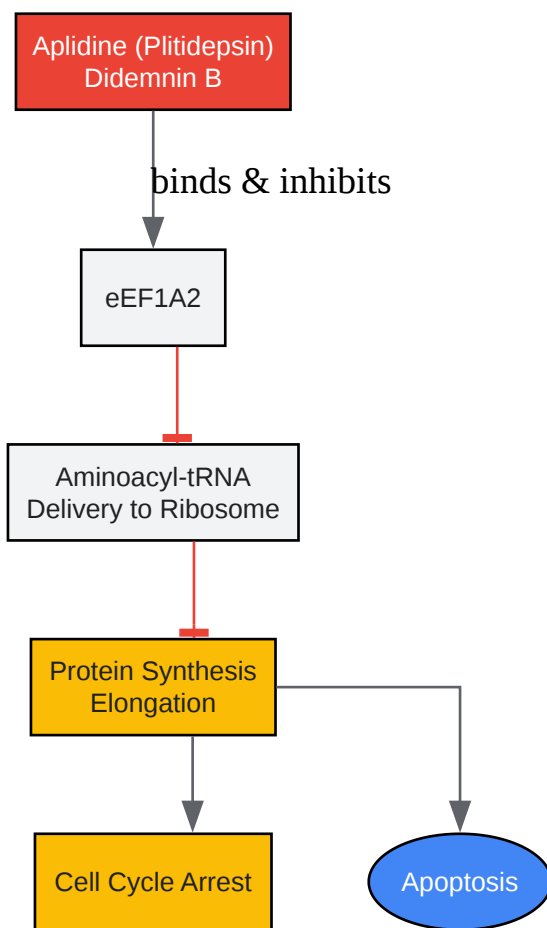 Aplidine (Plitidepsin)
Didemnin B
binds & inhibits
eEF1A2
Aminoacyl-tRNA
Delivery to Ribosome
Protein Synthesis
Elongation
Cell Cycle Arrest
Apoptosis